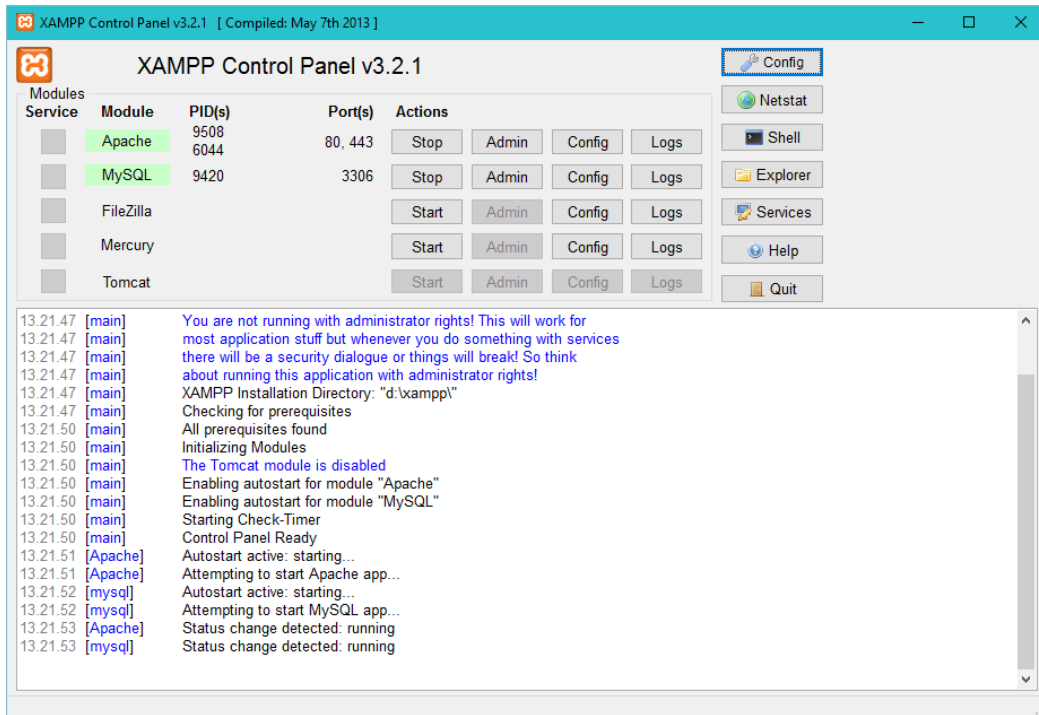 XAMPP Control Panel v3.2.1 [ Compiled: May 7th 2013 ]
XAMPP Control Panel v3.2.1
Config
Modules
Netstat
Service Module PID(s) Port(s) Actions
Apache 9508 6044 80, 443 Stop Admin Config Logs
Shell
MySQL 9420 3306 Stop Admin Config Logs
Explorer
FileZilla Start Admin Config Logs
Services
Mercury Start Admin Config Logs
Help
Tomcat Start Admin Config Logs
Quit
13.21.47 [main] You are not running with administrator rights! This will work for
13.21.47 [main] most application stuff but whenever you do something with services
13.21.47 [main] there will be a security dialogue or things will break! So think
13.21.47 [main] about running this application with administrator rights!
13.21.47 [main] XAMPP Installation Directory: "d:\xampp\"
13.21.47 [main] Checking for prerequisites
13.21.50 [main] All prerequisites found
13.21.50 [main] Initializing Modules
13.21.50 [main] The Tomcat module is disabled
13.21.50 [main] Enabling autostart for module "Apache"
13.21.50 [main] Enabling autostart for module "MySQL"
13.21.50 [main] Starting Check-Timer
13.21.50 [main] Control Panel Ready
13.21.51 [Apache] Autostart active: starting...
13.21.51 [Apache] Attempting to start Apache app...
13.21.52 [mysql] Autostart active: starting...
13.21.52 [mysql] Attempting to start MySQL app...
13.21.53 [Apache] Status change detected: running
13.21.53 [mysql] Status change detected: running